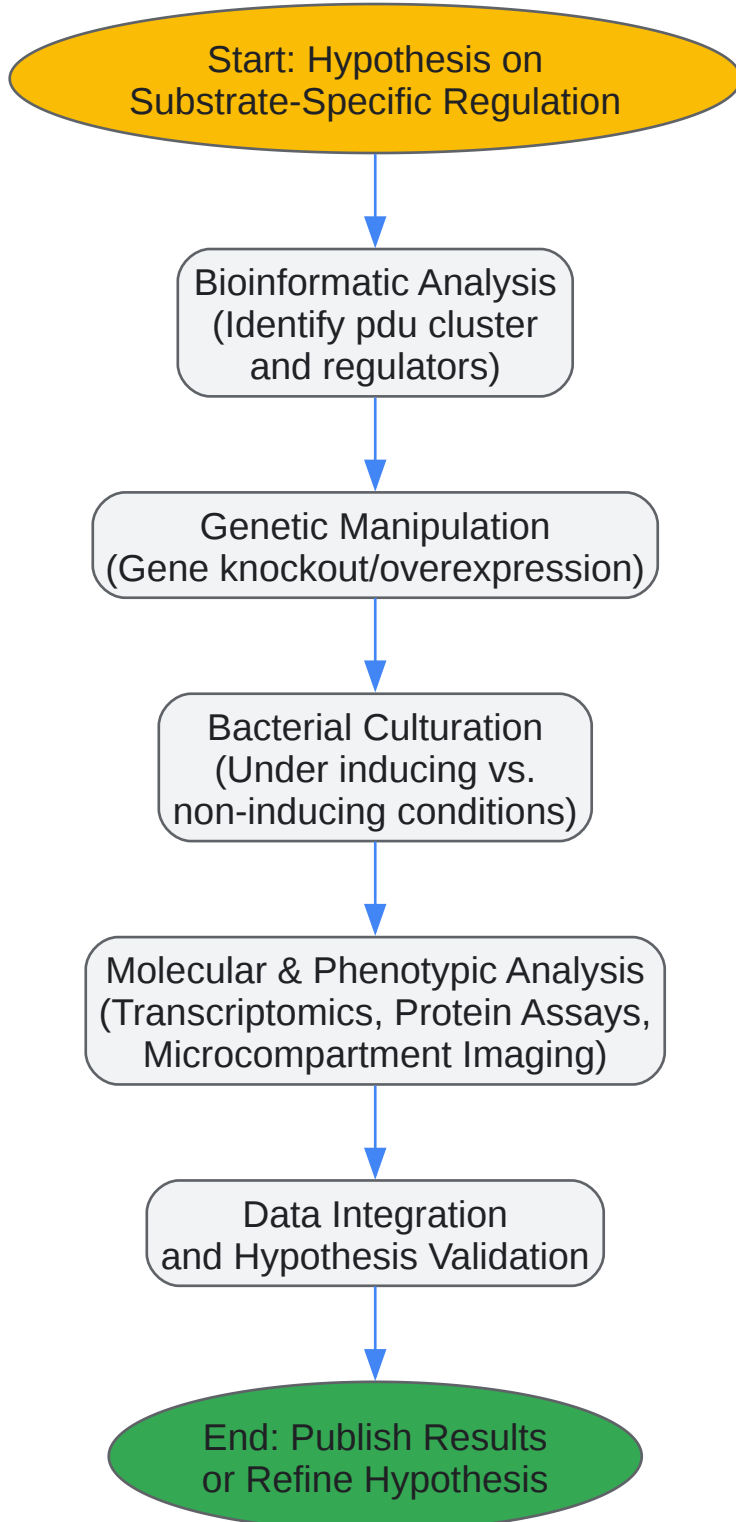 Start: Hypothesis on
Substrate-Specific Regulation
Bioinformatic Analysis
(Identify pdu cluster
and regulators)
Genetic Manipulation
(Gene knockout/overexpression)
Bacterial Culturation
(Under inducing vs.
non-inducing conditions)
Molecular & Phenotypic Analysis
(Transcriptomics, Protein Assays,
Microcompartment Imaging)
Data Integration
and Hypothesis Validation
End: Publish Results
or Refine Hypothesis